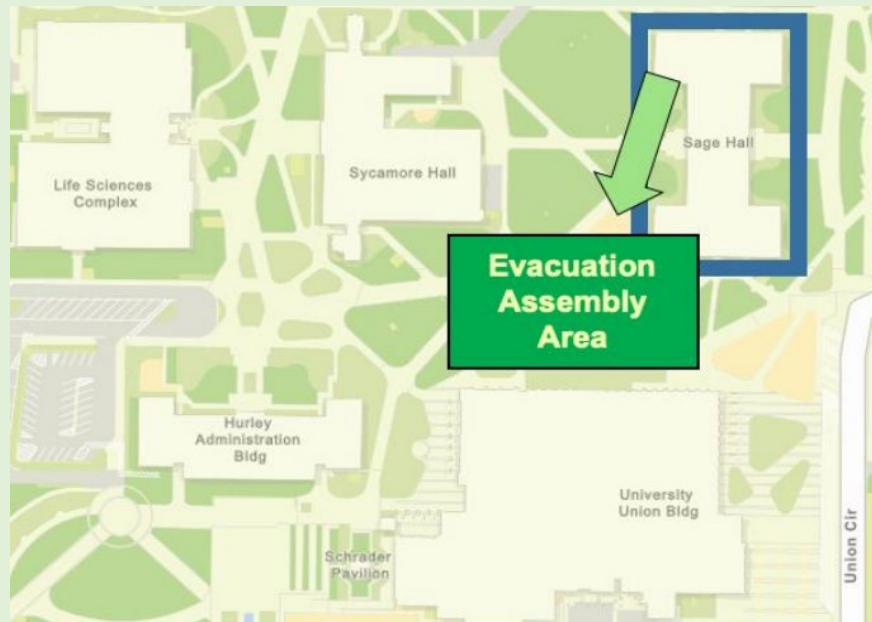 Sage Hall
Sycamore Hall
Life Sciences
Complex
Evacuation
Assembly
Area
Hurley
Administration
Bldg
University
Union Bldg
Schrader
Pavilion
Union Cir